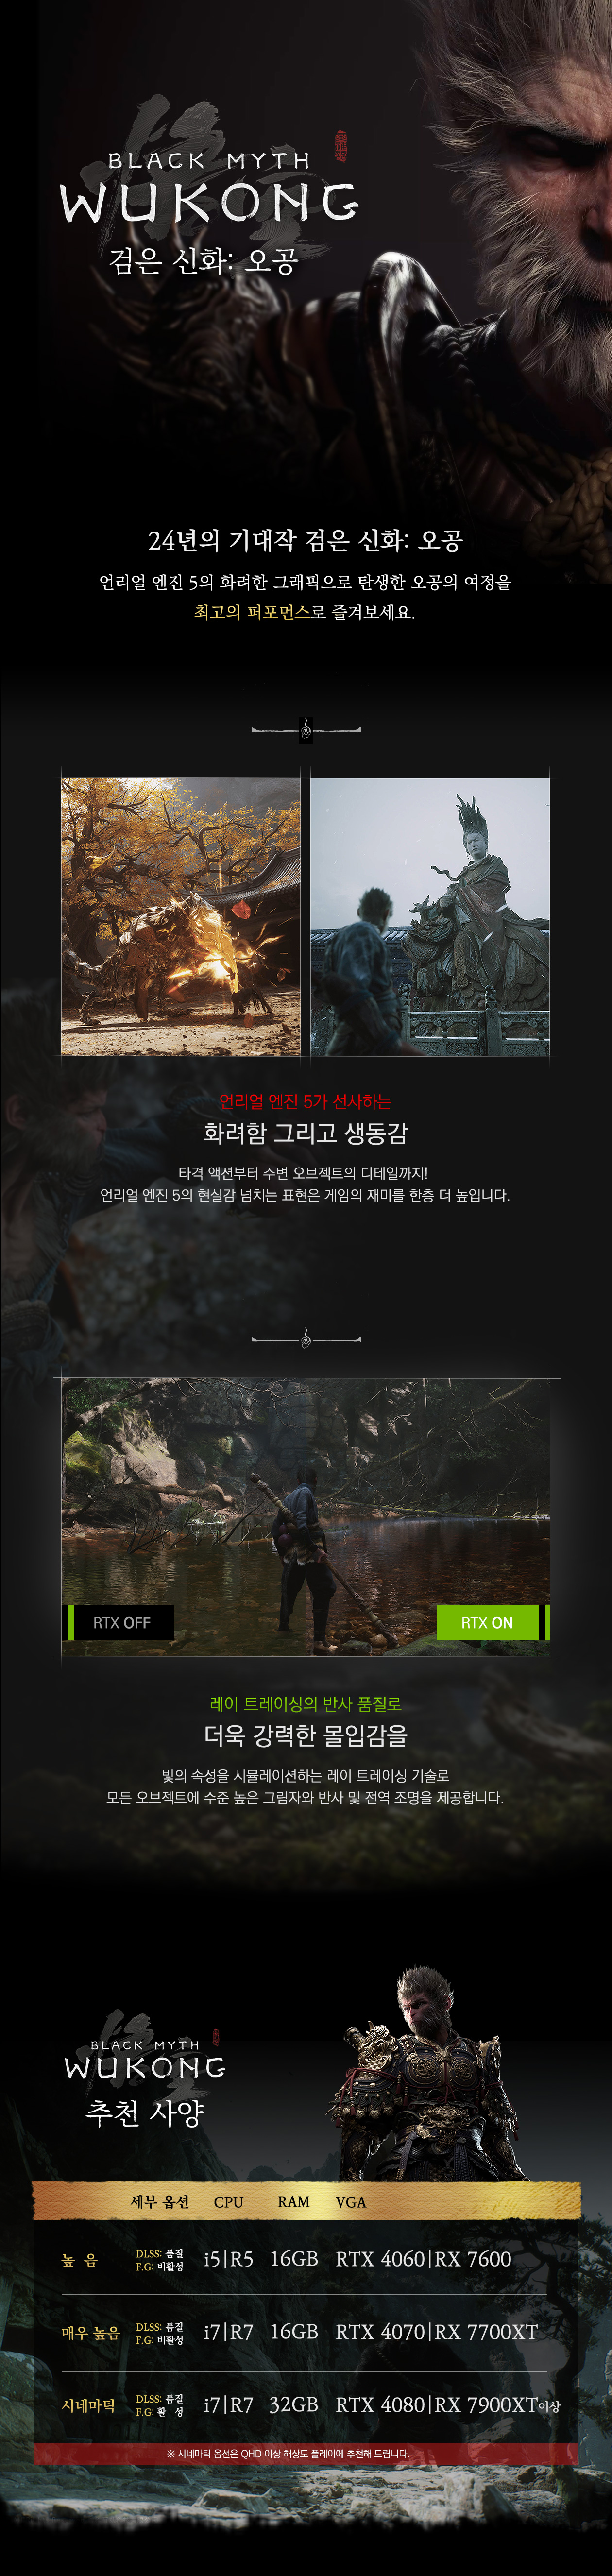 BLACK MYTH
WUKONG
검은 신화: 오공
24년의 기대작 검은 신화: 오공
언리얼 엔진 5의 화려한 그래픽으로 탄생한 오공의 여정을
최고의 퍼포먼스로 즐겨보세요.
언리얼 엔진 5가 선사하는
화려함 그리고 생동감
타격 액션부터 주변 오브젝트의 디테일까지!
언리얼 엔진 5의 현실감 넘치는 표현은 게임의 재미를 한층 더 높입니다.
RTX OFF
RTX ON
레이 트레이싱의 반사 품질로
더욱 강력한 몰입감을
빛의 속성을 시뮬레이션하는 레이 트레이싱 기술로
모든 오브젝트에 수준 높은 그림자와 반사 및 전역 조명을 제공합니다.
BLACK MYTH
WUKONG
추천 사양
세부 옵션 CPU RAM VGA
높 음 DLSS: 품질 i5|R5 16GB RTX 4060|RX 7600
F.G: 비활성
매우 높음 DLSS: 품질 i7|R7 16GB RTX 4070|RX 7700XT
F.G: 비활성
시네마틱 DLSS: 품질 i7|R7 32GB RTX 4080|RX 7900XT이상
F.G: 활 성
※ 시네마틱 옵션은 QHD 이상 해상도 플레이에 추천해 드립니다.